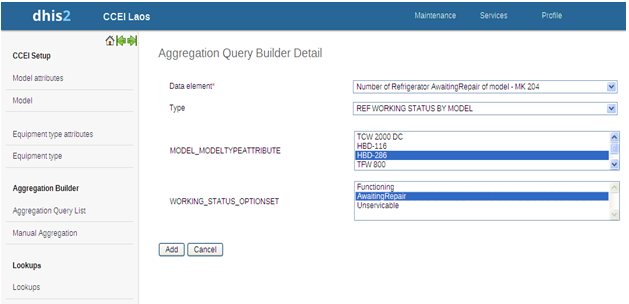 dhis2 CCEI Laos Maintenance Services Profile
CCEI Setup
Model attributes
Model
Equipment type attributes
Equipment type
Aggregation Builder
Aggregation Query List
Manual Aggregation
Lookups
Lookups
Aggregation Query Builder Detail
Data element* Number of Refrigerator AwaitingRepair of model - MK 204
Type REF WORKING STATUS BY MODEL
MODEL_MODELTYPEATTRIBUTE
TCW 2000 DC
HBD-116
HBD-286
TFW 800
WORKING_STATUS_OPTIONSET
Functioning
AwaitingRepair
Unservicable
Add Cancel